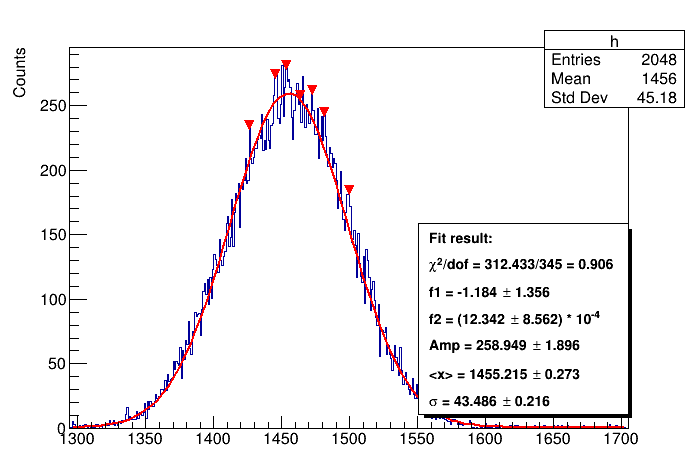 h
Entries 2048
Mean 1456
Std Dev 45.18
Counts
250
200
150
100
50
0
Fit result:
χ²/dof = 312.433/345 = 0.906
f1 = -1.184 ± 1.356
f2 = (12.342 ± 8.562) * 10⁻⁴
Amp = 258.949 ± 1.896
<x> = 1455.215 ± 0.273
σ = 43.486 ± 0.216
1300 1350 1400 1450 1500 1550 1600 1650 1700